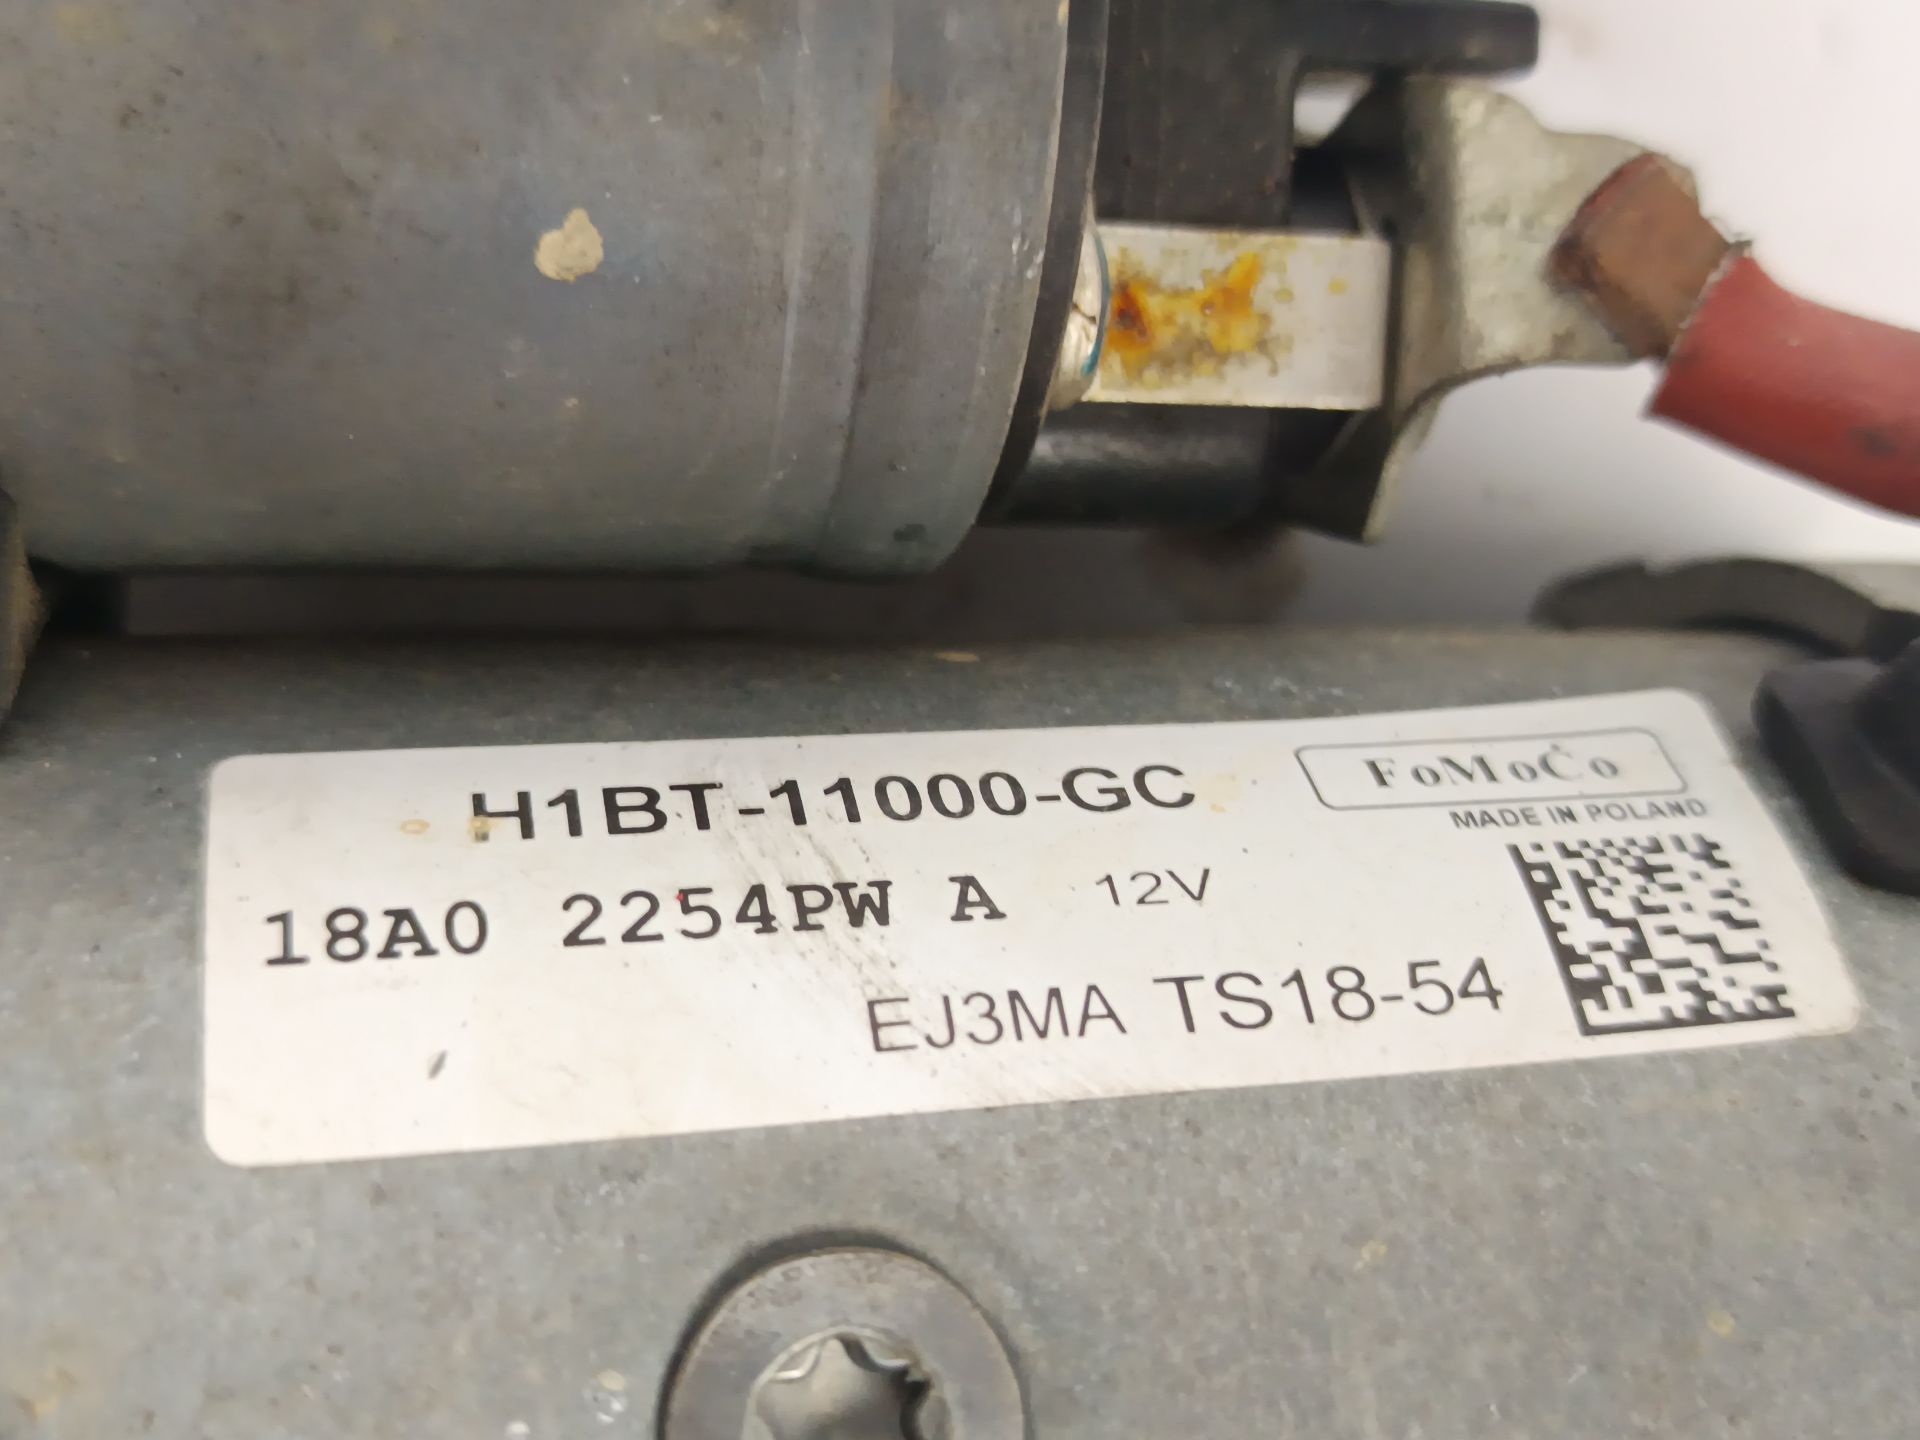 H1BT-11000-GC
FoMoCo
MADE IN POLAND
18A0 2254PW A 12V
EJ3MA TS18-54